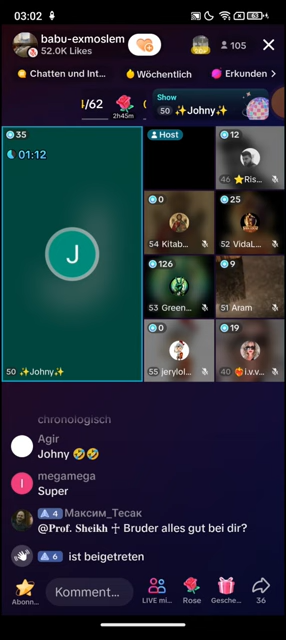 03:02
60
babu-exmoslem
52.0K Likes
105
Chatten und Int...
Wöchentlich
Erkunden >
/62
2h45m
Show
50 ✨Johny✨
35
01:12
J
50 ✨Johny✨
Host
12
46 ⭐Ris...
0
54 Kitab...
25
52 VidaL...
126
53 Green...
9
51 Aram
0
55 jerylol...
19
40 ❤️‍🔥i.v.v...
chronologisch
Agir
Johny 🤣🤣
I
megamega
Super
4 Максим_Тесак
@𝐏𝐫𝐨𝐟. 𝐒𝐡𝐞𝐢𝐤𝐡 ♰ Bruder alles gut bei dir?
6 ist beigetreten
Abonn...
Komment...
LIVE mi...
Rose
Gesche...
36